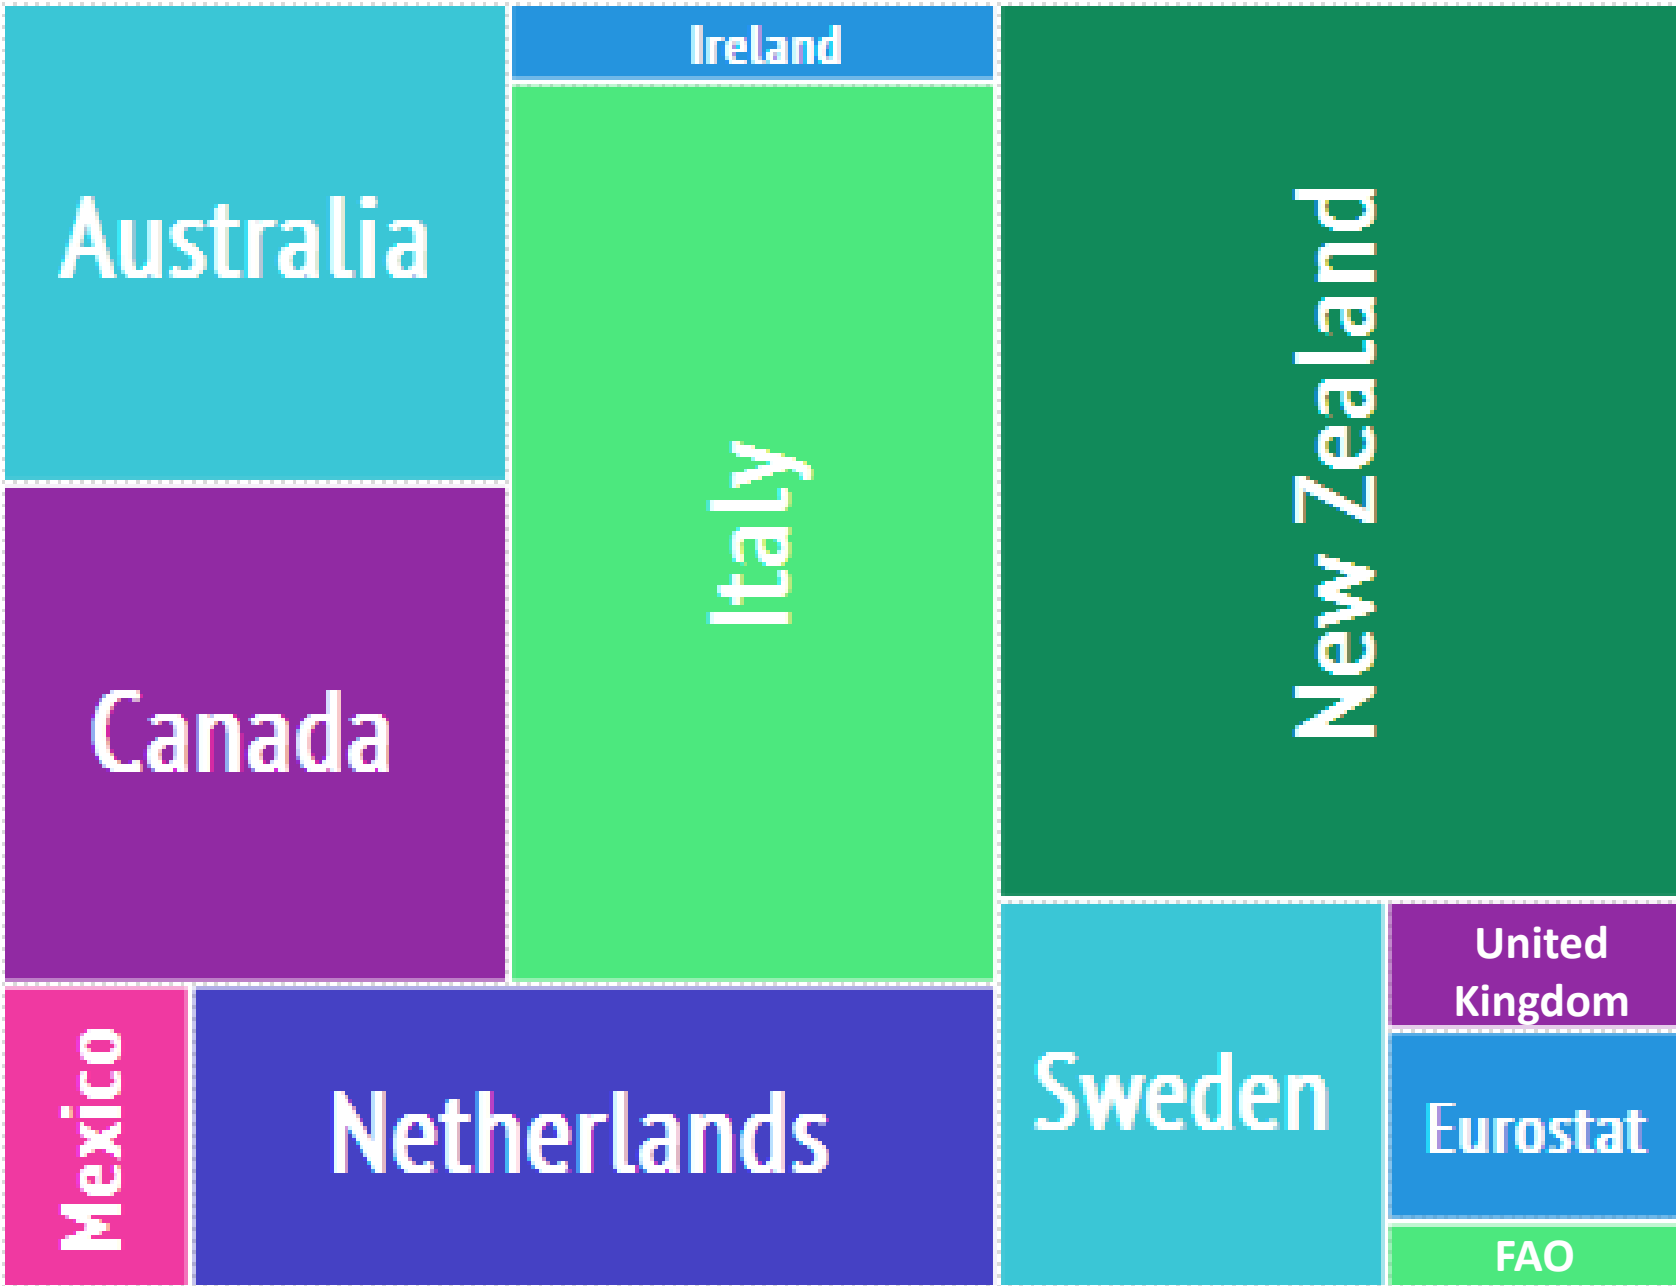 Australia
Ireland
Italy
New Zealand
Canada
Mexico
Netherlands
Sweden
United
Kingdom
Eurostat
FAO